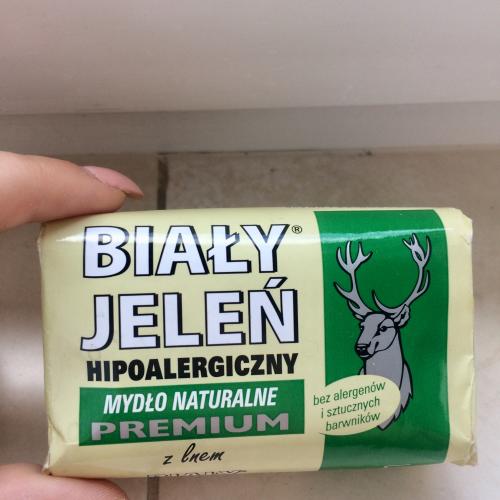 BIAŁY®
JELEŃ
HIPOALERGICZNY
MYDŁO NATURALNE
PREMIUM
z lnem
bez alergenów
i sztucznych
barwników